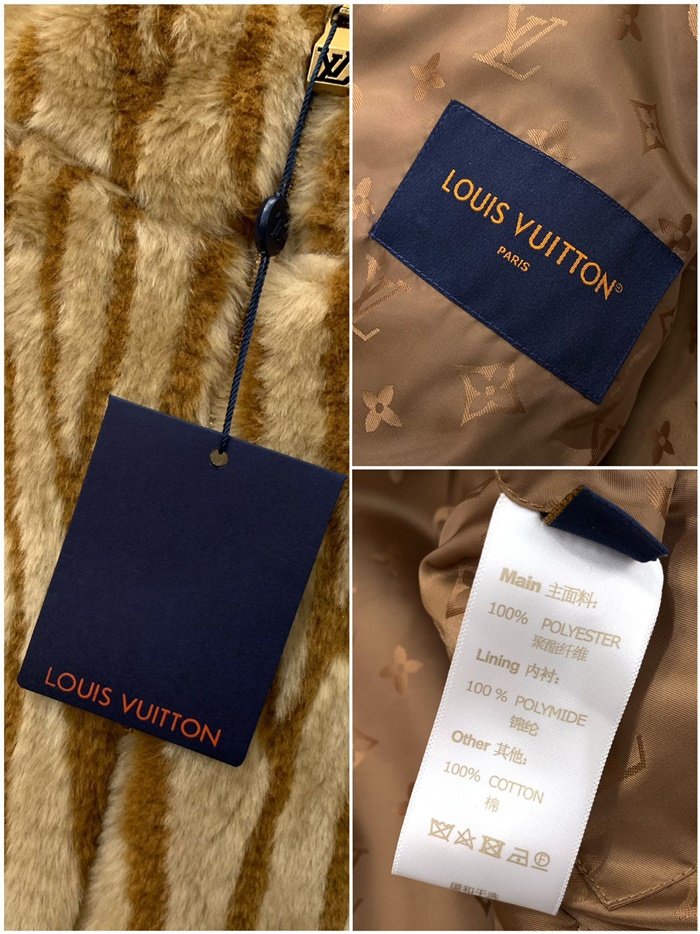 LOUIS VUITTON
LOUIS VUITTON
PARIS
Main 主面料:
100% POLYESTER
聚酯纤维
Lining 内衬:
100 % POLYMIDE
锦纶
Other 其他:
100% COTTON
棉